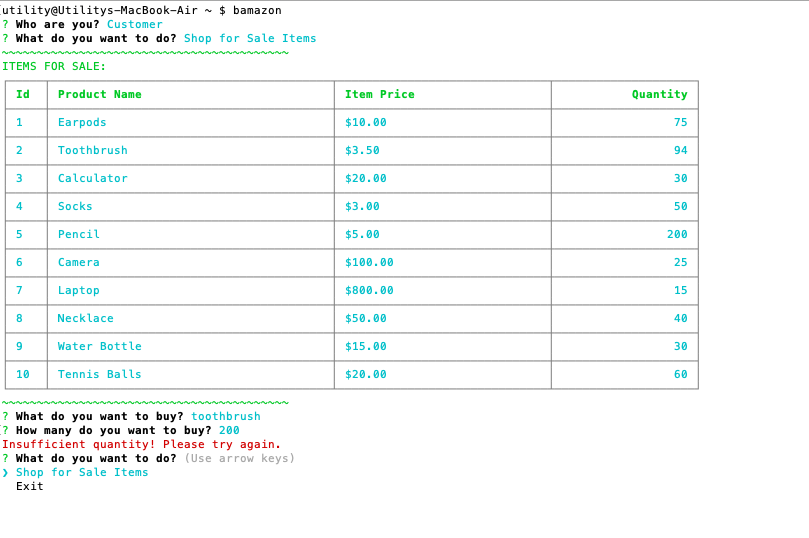 utility@Utilitys-MacBook-Air ~ $ bamazon
? Who are you? Customer
? What do you want to do? Shop for Sale Items
~~~~~~~~~~~~~~~~~~~~~~~~~~~~~~~~~~~~~~~~~
ITEMS FOR SALE:
Id Product Name Item Price Quantity
1 Earpods $10.00 75
2 Toothbrush $3.50 94
3 Calculator $20.00 30
4 Socks $3.00 50
5 Pencil $5.00 200
6 Camera $100.00 25
7 Laptop $800.00 15
8 Necklace $50.00 40
9 Water Bottle $15.00 30
10 Tennis Balls $20.00 60
~~~~~~~~~~~~~~~~~~~~~~~~~~~~~~~~~~~~~~~~~
? What do you want to buy? toothbrush
? How many do you want to buy? 200
Insufficient quantity! Please try again.
? What do you want to do? (Use arrow keys)
❯ Shop for Sale Items
Exit